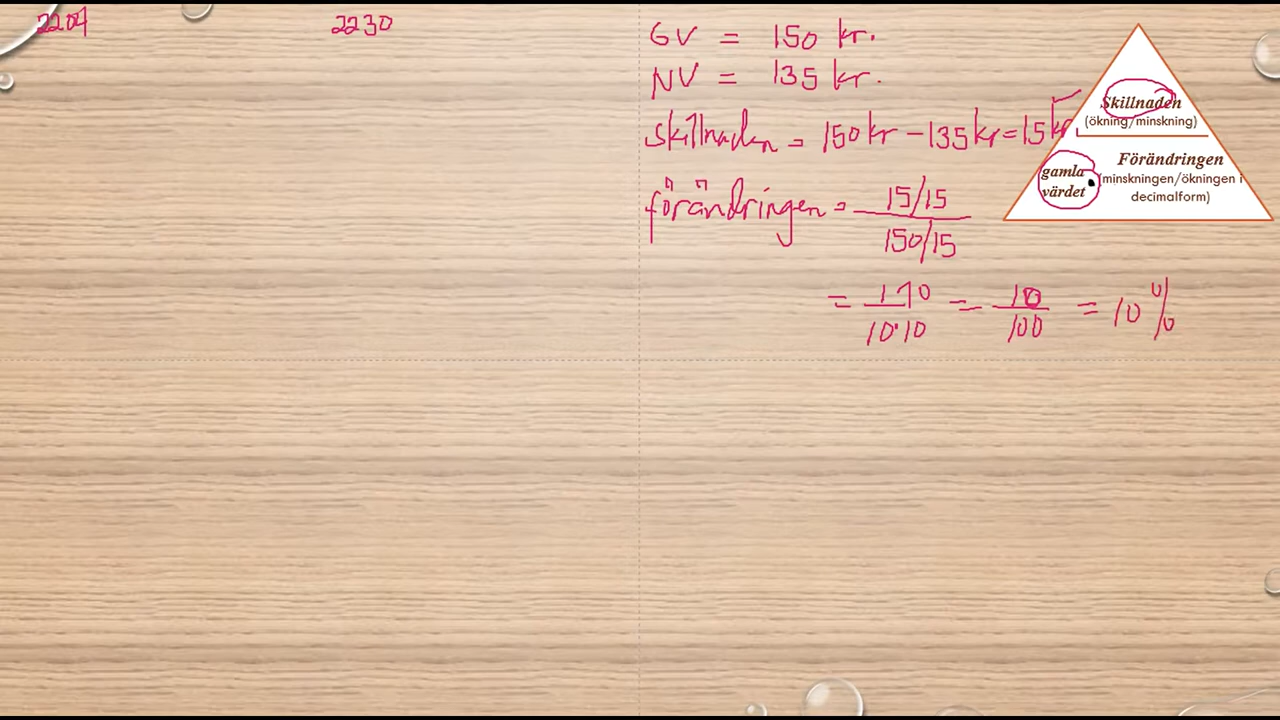 2204
2230
GV = 150 kr.
NV = 135 kr.
skillnaden = 150 kr - 135 kr = 15 kr
förändringen = 15/15
150/15
= 1·10 = 10 = 10 %
10·10 100
Skillnaden
(ökning/minskning)
gamla
värdet
Förändringen
(minskningen/ökningen i
decimalform)